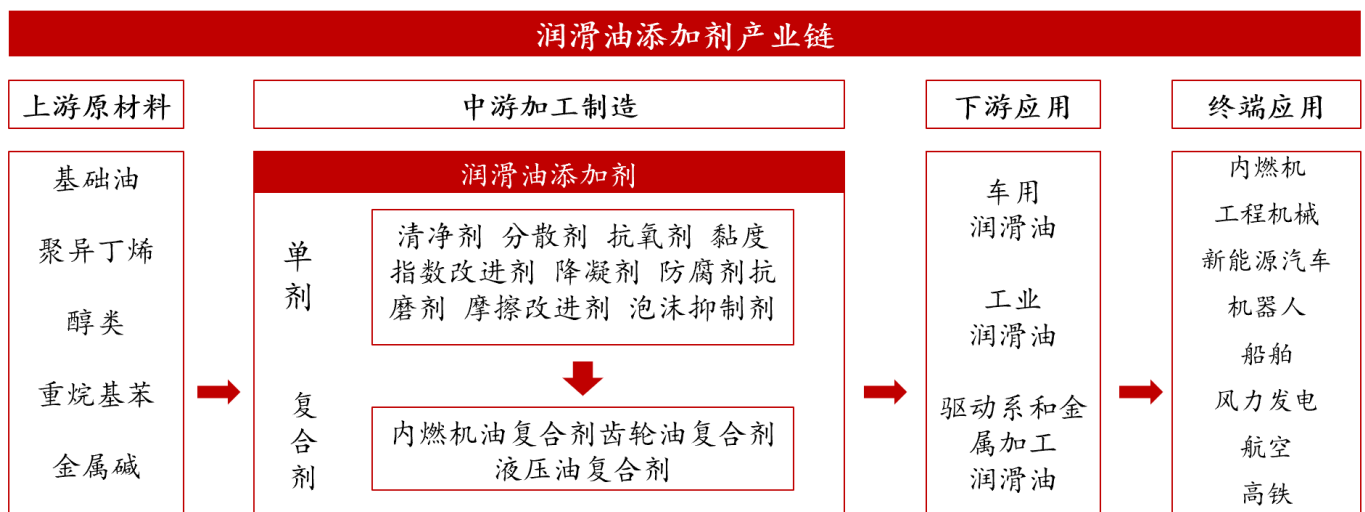 润滑油添加剂产业链
上游原材料
基础油
聚异丁烯
醇类
重烷基苯
金属碱
中游加工制造
润滑油添加剂
单
剂
清净剂 分散剂 抗氧剂 黏度
指数改进剂 降凝剂 防腐剂抗
磨剂 摩擦改进剂 泡沫抑制剂
复
合
剂
内燃机油复合剂齿轮油复合剂
液压油复合剂
下游应用
车用
润滑油
工业
润滑油
驱动系和金
属加工
润滑油
终端应用
内燃机
工程机械
新能源汽车
机器人
船舶
风力发电
航空
高铁